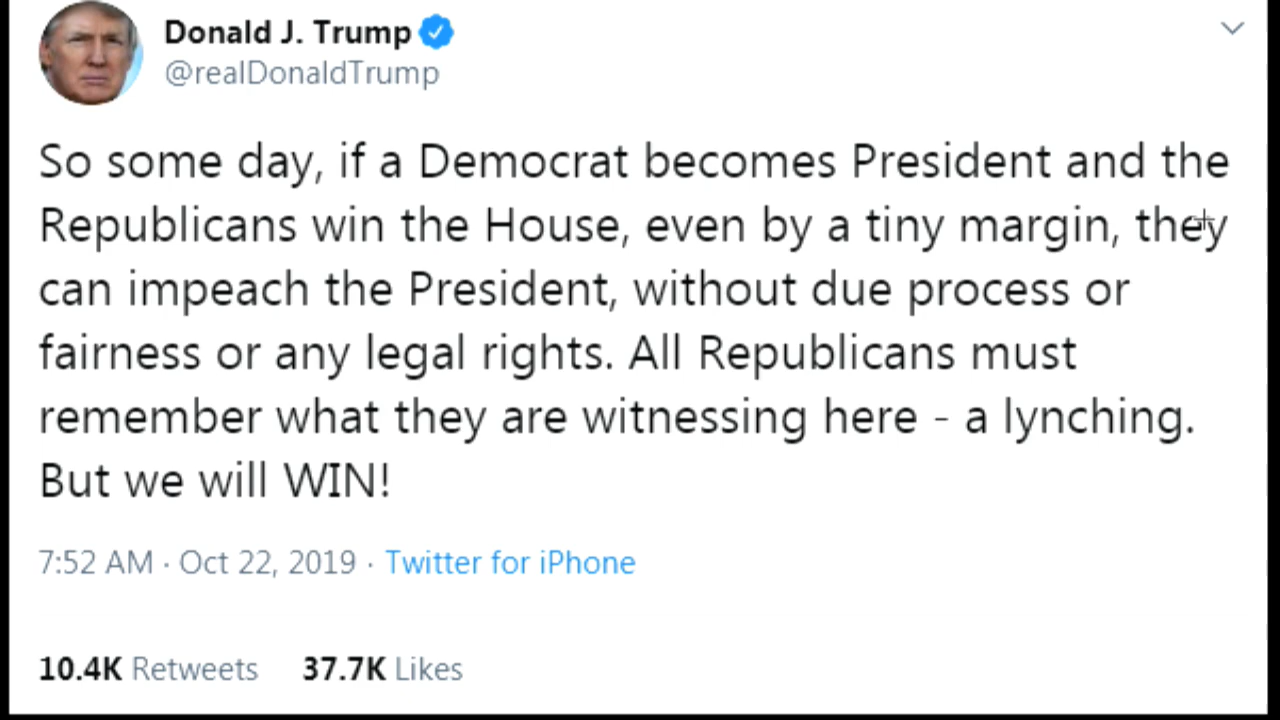 Donald J. Trump
@realDonaldTrump
So some day, if a Democrat becomes President and the
Republicans win the House, even by a tiny margin, they
can impeach the President, without due process or
fairness or any legal rights. All Republicans must
remember what they are witnessing here - a lynching.
But we will WIN!
7:52 AM · Oct 22, 2019 · Twitter for iPhone
10.4K Retweets 37.7K Likes